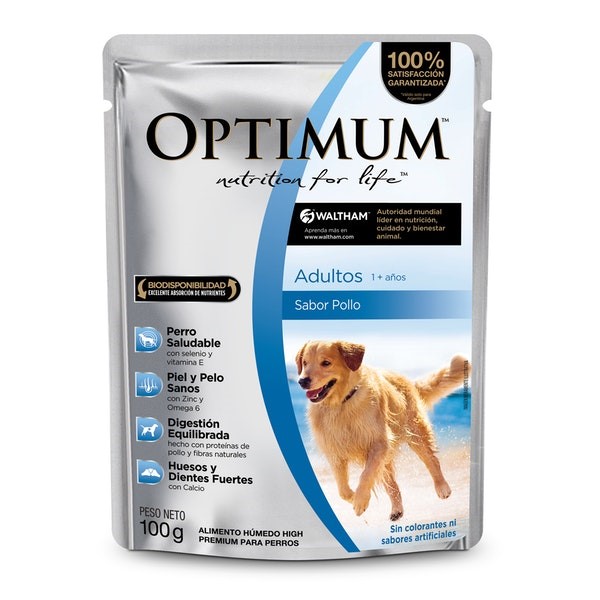 100%
SATISFACCIÓN
GARANTIZADA*
*Válido solo para
Argentina
OPTIMUM™
nutrition for life™
WALTHAM™
Aprenda más en
www.waltham.com
Autoridad mundial
líder en nutrición,
cuidado y bienestar
animal.
Adultos 1 + años
Sabor Pollo
BIODISPONIBILIDAD
EXCELENTE ABSORCIÓN DE NUTRIENTES
Perro
Saludable
con selenio y
vitamina E
Piel y Pelo
Sanos
con Zinc y
Omega 6
Digestión
Equilibrada
hecho con proteínas de
pollo y fibras naturales
Huesos y
Dientes Fuertes
con Calcio
PESO NETO
100g
ALIMENTO HÚMEDO HIGH
PREMIUM PARA PERROS
Sin colorantes ni
sabores artificiales